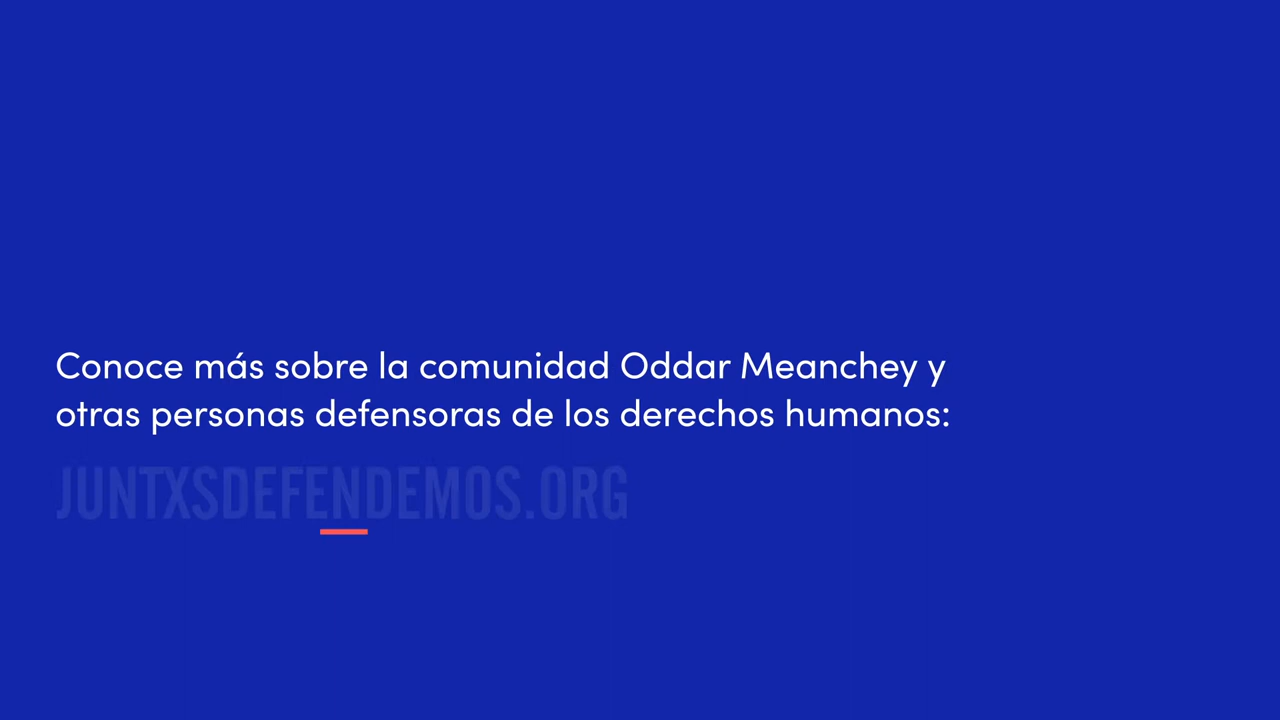 Conoce más sobre la comunidad Oddar Meanchey y
otras personas defensoras de los derechos humanos:
JUNTXSDEFENDEMOS.ORG